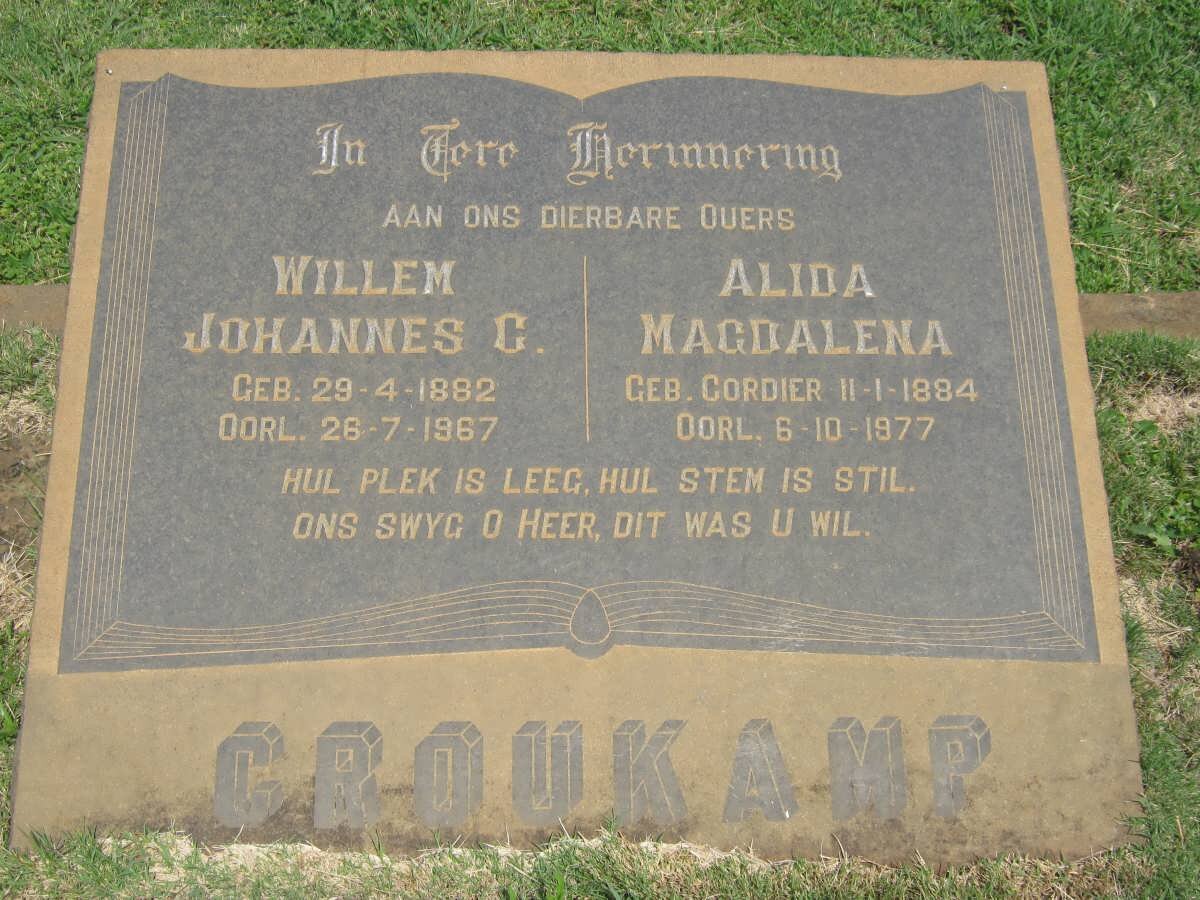 In Tere Herinnering
AAN ONS DIERBARE OUERS
WILLEM
JOHANNES C.
GEB. 29-4-1882
OORL. 26-7-1967
ALIDA
MAGDALENA
GEB. CORDIER 11-1-1884
OORL. 6-10-1977
HUL PLEK IS LEEG, HUL STEM IS STIL.
ONS SWYG O HEER, DIT WAS U WIL.
CROUKAMP